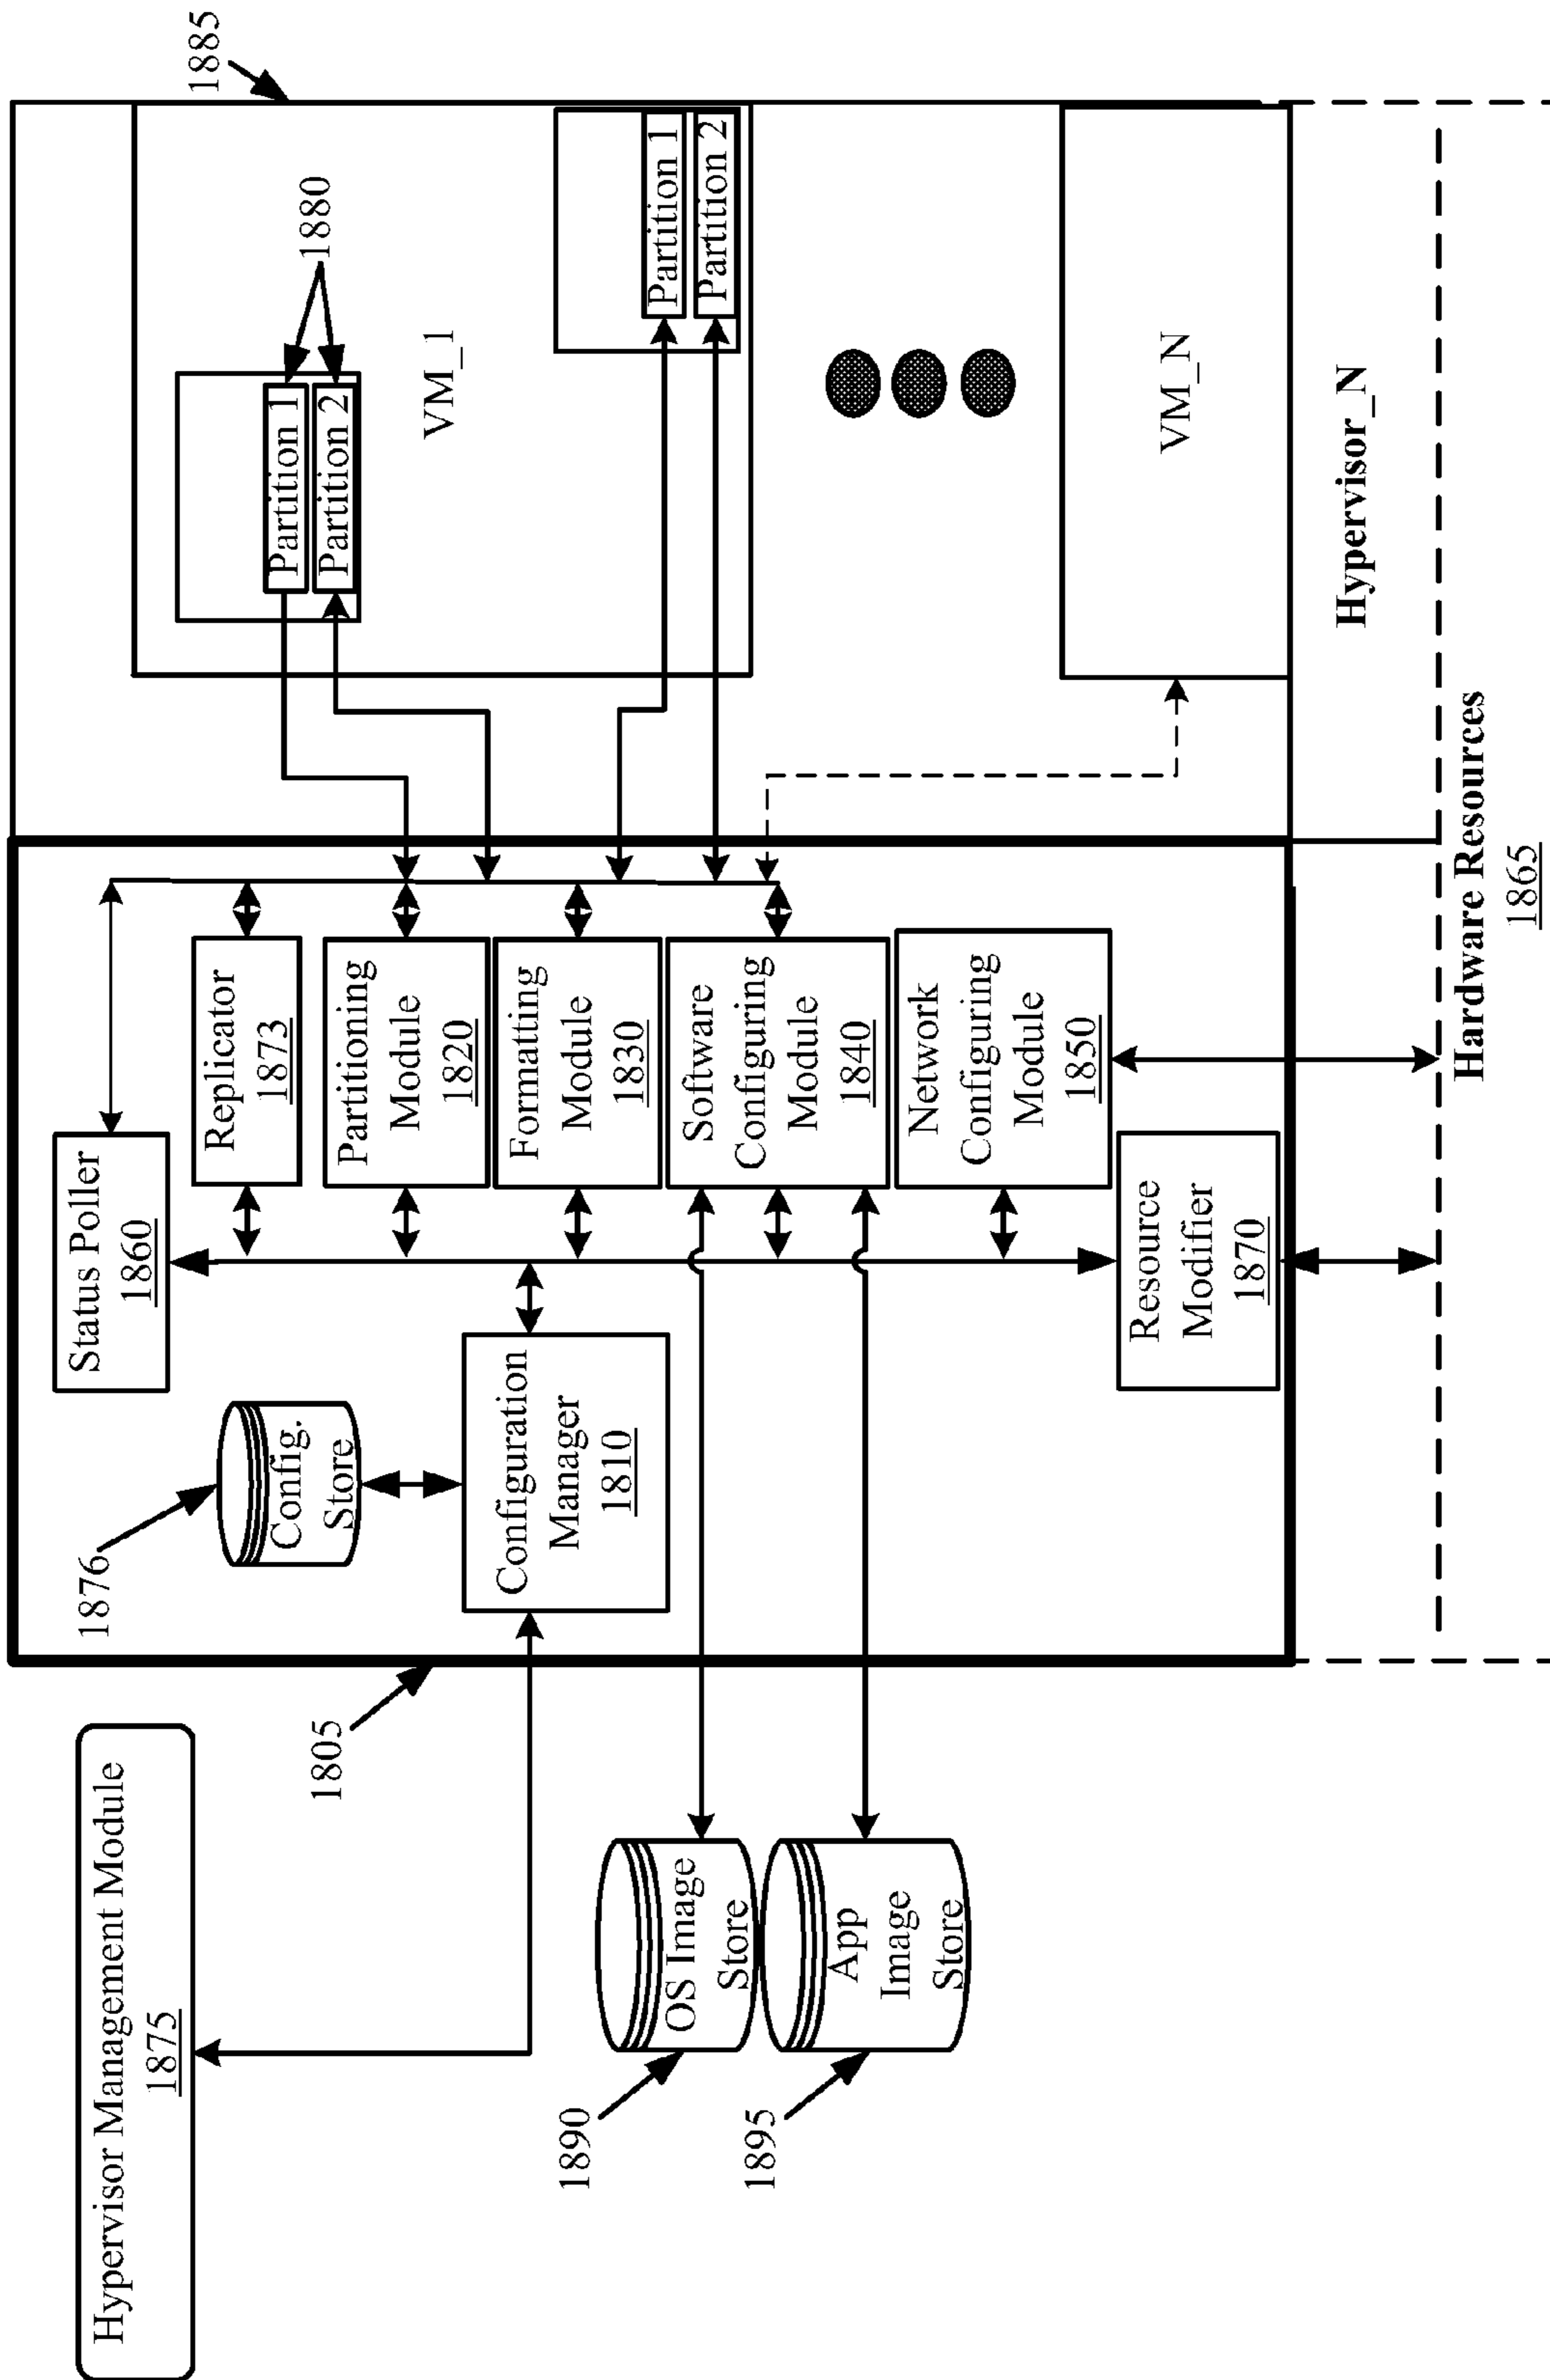 Hypervisor Management Module
1875
1805
1876
Config.
Store
Configuration
Manager
1810
Status Poller
1860
Replicator
1873
Partitioning
Module
1820
Formatting
Module
1830
Software
Configuring
Module
1840
Network
Configuring
Module
1850
Resource
Modifier
1870
1890
OS Image
Store
1895
App
Image
Store
1885
1880
Partition 1
Partition 2
VM_1
Partition 1
Partition 2
VM_N
Hypervisor_N
Hardware Resources
1865